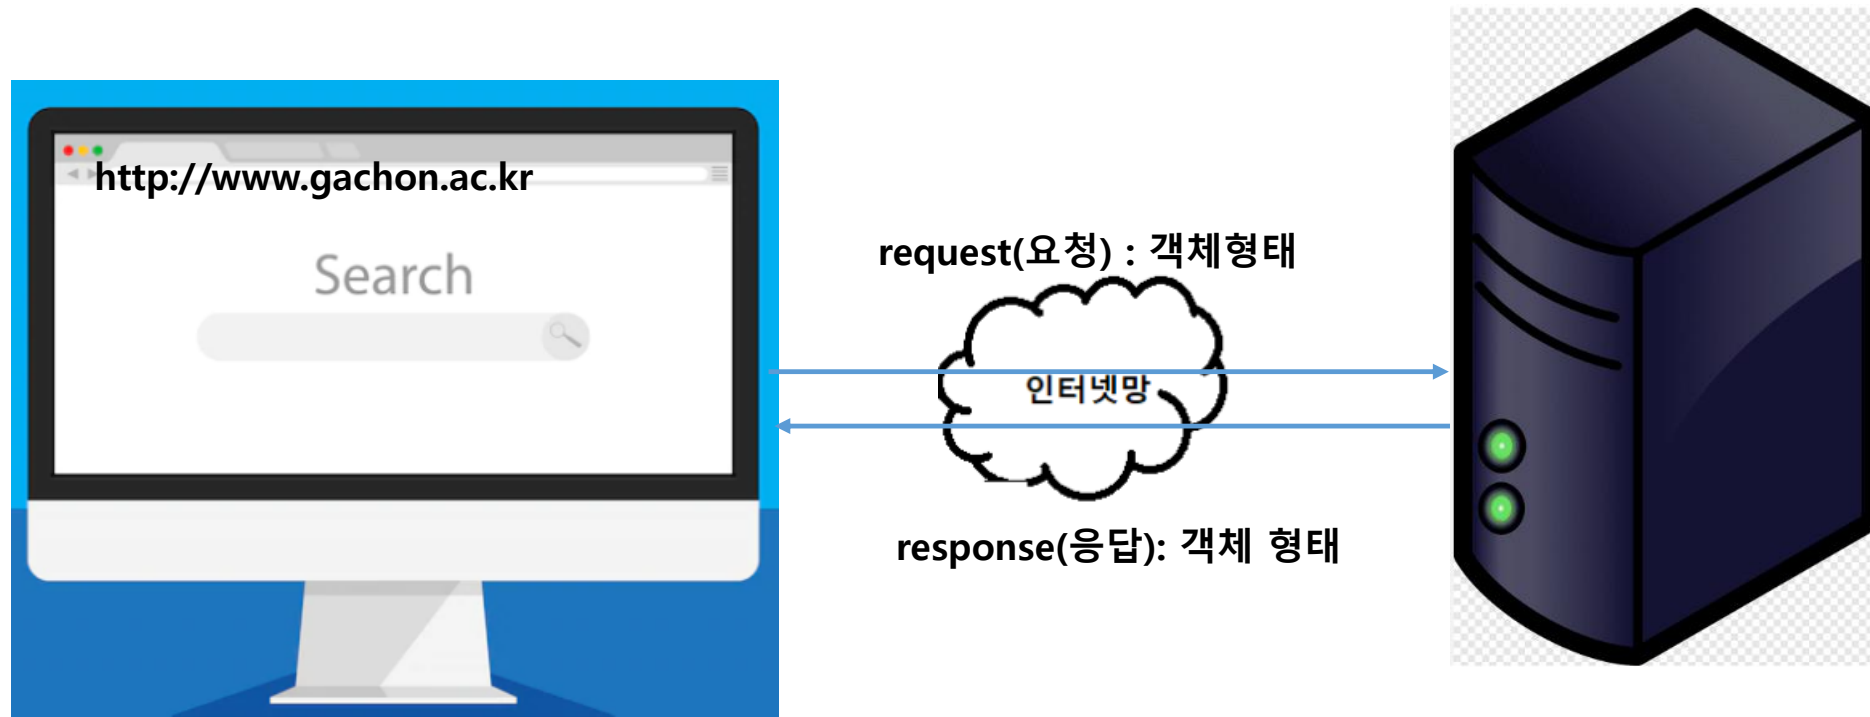 http://www.gachon.ac.kr
Search
request(요청) : 객체형태
인터넷망
response(응답): 객체 형태